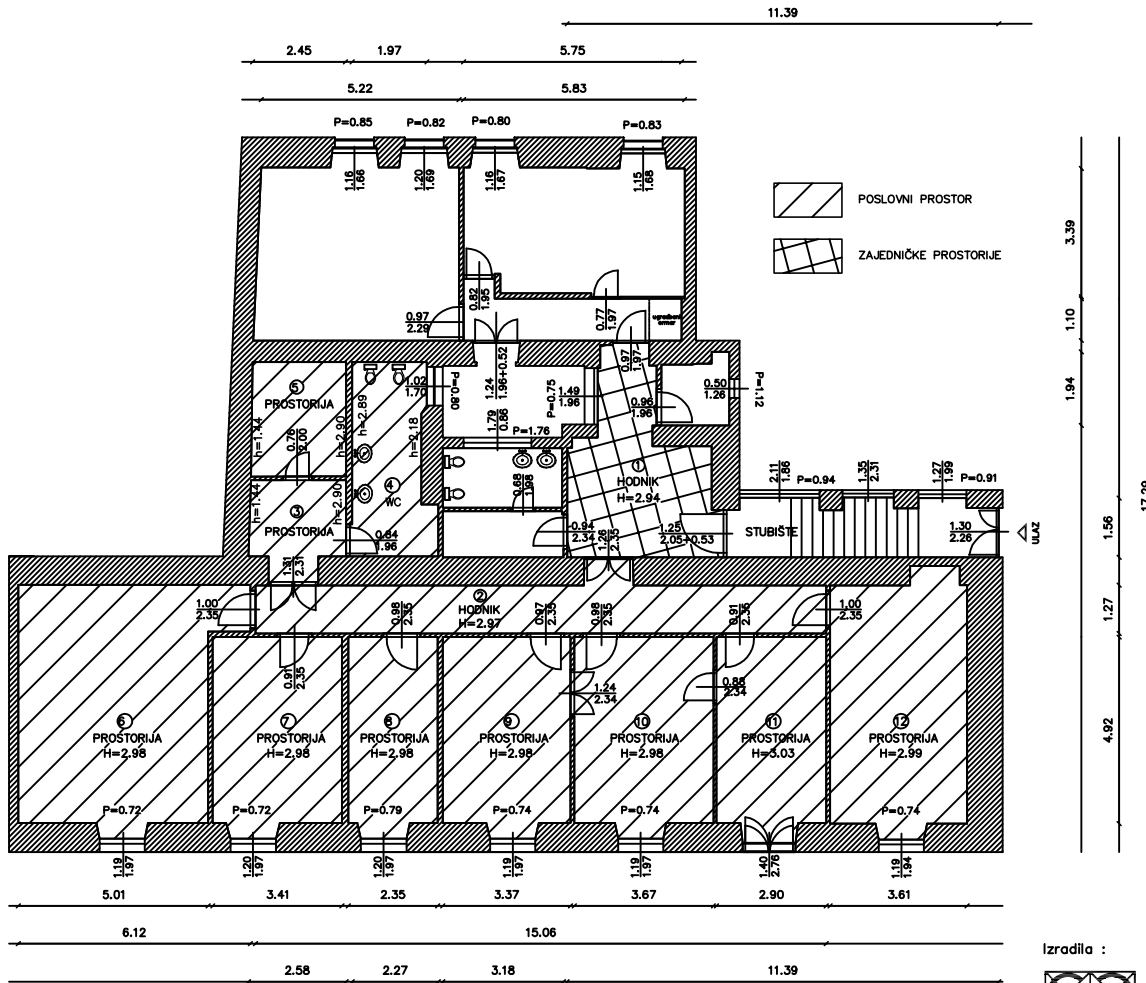 11.39
2.45 1.97 5.75
5.22 5.83
P=0.85 P=0.82 P=0.80 P=0.83
1.16
1.66
1.20
1.69
1.16
1.67
1.15
1.68
POSLOVNI PROSTOR
ZAJEDNIČKE PROSTORIJE
3.39
1.10
1.94
17.29
1.56
1.27
4.92
0.82
1.95
0.77
1.97
ugradbeni
ormar
0.97
2.29
1.24
1.96+0.52
0.97
1.97
1.02
1.70
P=0.80
P=0.75
1.49
1.96
0.50
1.26
P=1.12
0.96
1.96
1.79
0.86
P=1.76
5
PROSTORIJA
h=1.44
h=2.90
0.76
2.00
h=2.89
h=2.18
4
WC
3
PROSTORIJA
h=1.44
h=2.90
0.84
1.96
0.68
1.98
1
HODNIK
H=2.94
0.94
2.34
1.26
2.35
1.25
2.05+0.53
2.11
1.86
P=0.94
1.35
2.31
1.27
1.99
P=0.91
STUBIŠTE
1.30
2.26
ULAZ
1.31
2.31
2
HODNIK
H=2.97
1.00
2.35
0.91
2.35
0.98
2.35
0.97
2.35
0.98
2.35
0.91
2.35
1.00
2.35
1.24
2.34
0.88
2.34
6
PROSTORIJA
H=2.98
7
PROSTORIJA
H=2.98
8
PROSTORIJA
H=2.98
9
PROSTORIJA
H=2.98
10
PROSTORIJA
H=2.98
11
PROSTORIJA
H=3.03
12
PROSTORIJA
H=2.99
P=0.72 P=0.72 P=0.79 P=0.74 P=0.74 P=0.74
1.19
1.97
1.20
1.97
1.20
1.97
1.19
1.97
1.19
1.97
1.40
2.76
1.19
1.94
5.01 3.41 2.35 3.37 3.67 2.90 3.61
6.12 15.06
2.58 2.27 3.18 11.39
Izradila :